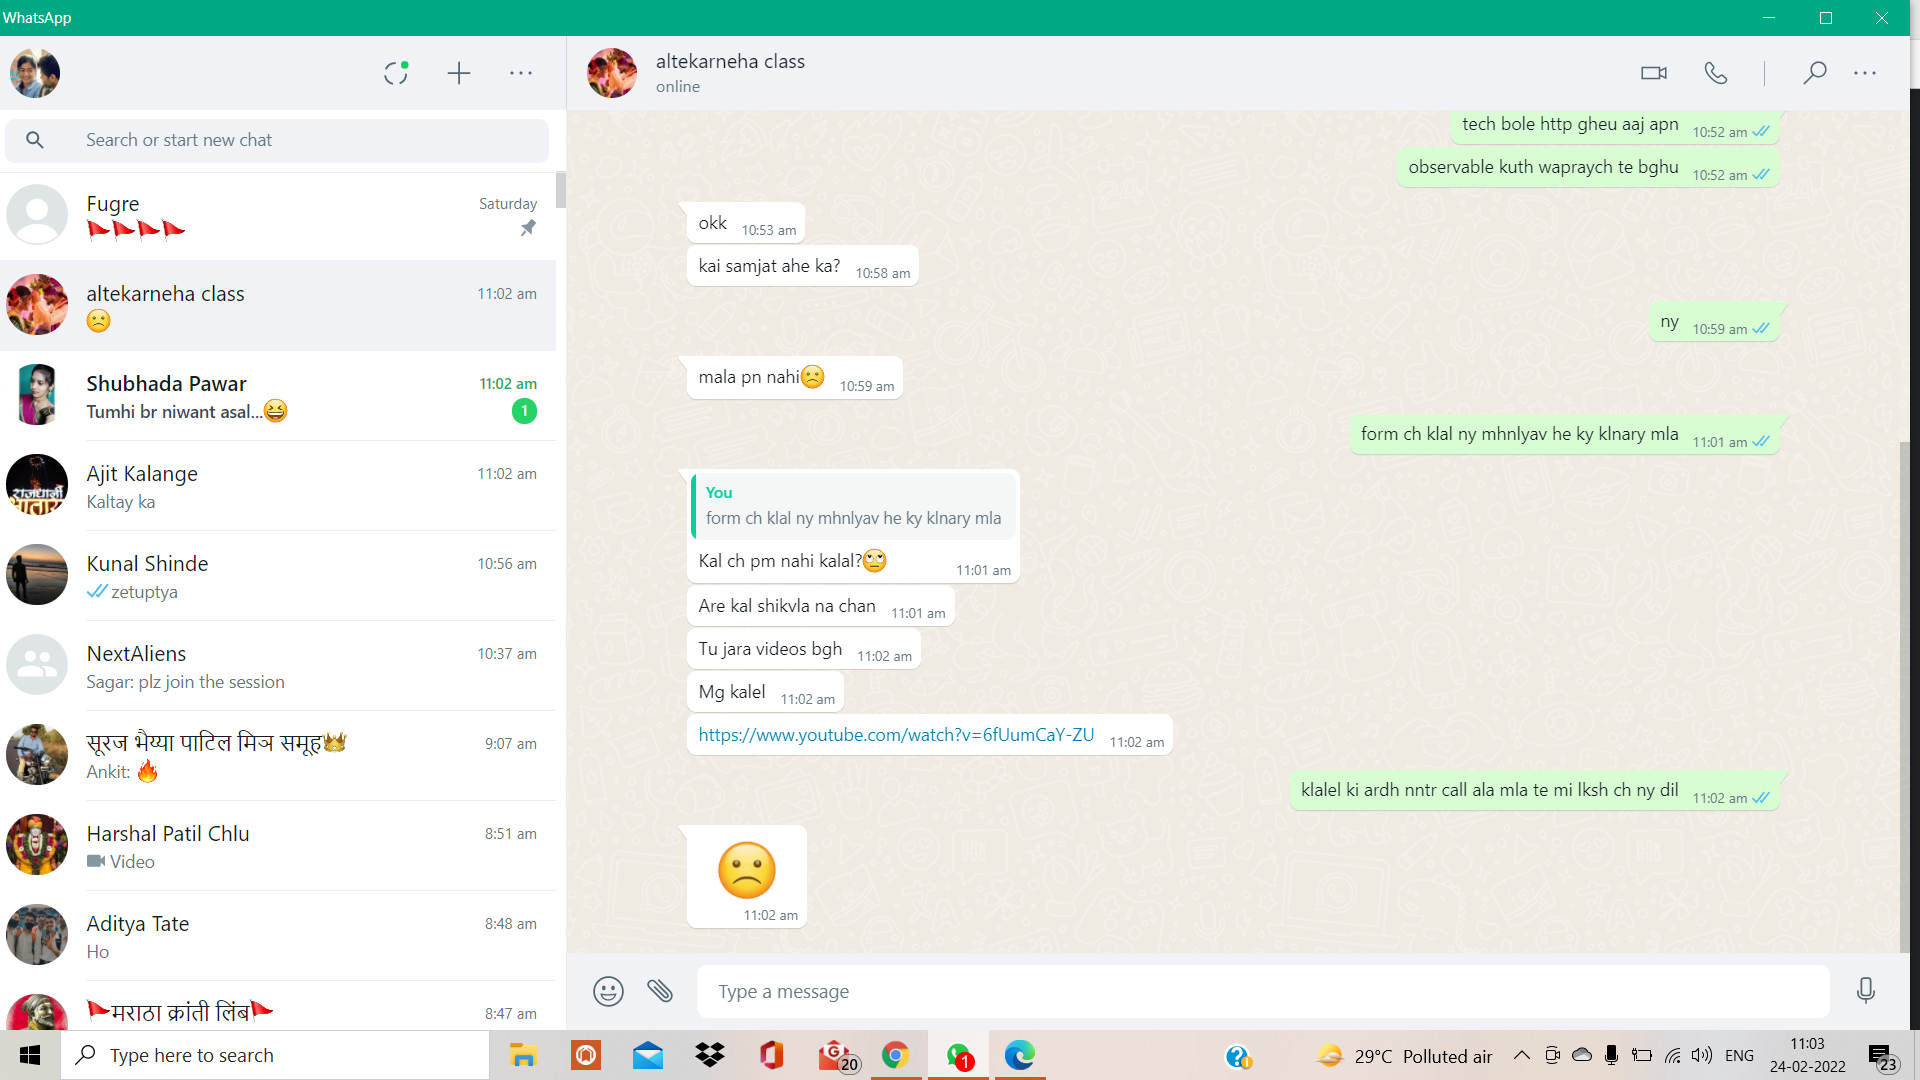 WhatsApp
Search or start new chat
Fugre
Saturday
altekarneha class
11:02 am
Shubhada Pawar
11:02 am
Tumhi br niwant asal...
1
Ajit Kalange
11:02 am
Kaltay ka
Kunal Shinde
10:56 am
zetuptya
NextAliens
10:37 am
Sagar: plz join the session
सूरज भैय्या पाटिल मित्र समूह
9:07 am
Ankit:
Harshal Patil Chlu
8:51 am
Video
Aditya Tate
8:48 am
Ho
मराठा क्रांती लिंब
8:47 am
altekarneha class
online
tech bole http gheu aaj apn 10:52 am
observable kuth wapraych te bghu 10:52 am
okk 10:53 am
kai samjat ahe ka? 10:58 am
ny 10:59 am
mala pn nahi 10:59 am
form ch klal ny mhnlyav he ky klnary mla 11:01 am
You
form ch klal ny mhnlyav he ky klnary mla
Kal ch pm nahi kalal? 11:01 am
Are kal shikvla na chan 11:01 am
Tu jara videos bgh 11:02 am
Mg kalel 11:02 am
https://www.youtube.com/watch?v=6fUumCaY-ZU 11:02 am
klalel ki ardh nntr call ala mla te mi lksh ch ny dil 11:02 am
11:02 am
Type a message
Type here to search
20
1
29°C Polluted air
ENG
11:03
24-02-2022
23